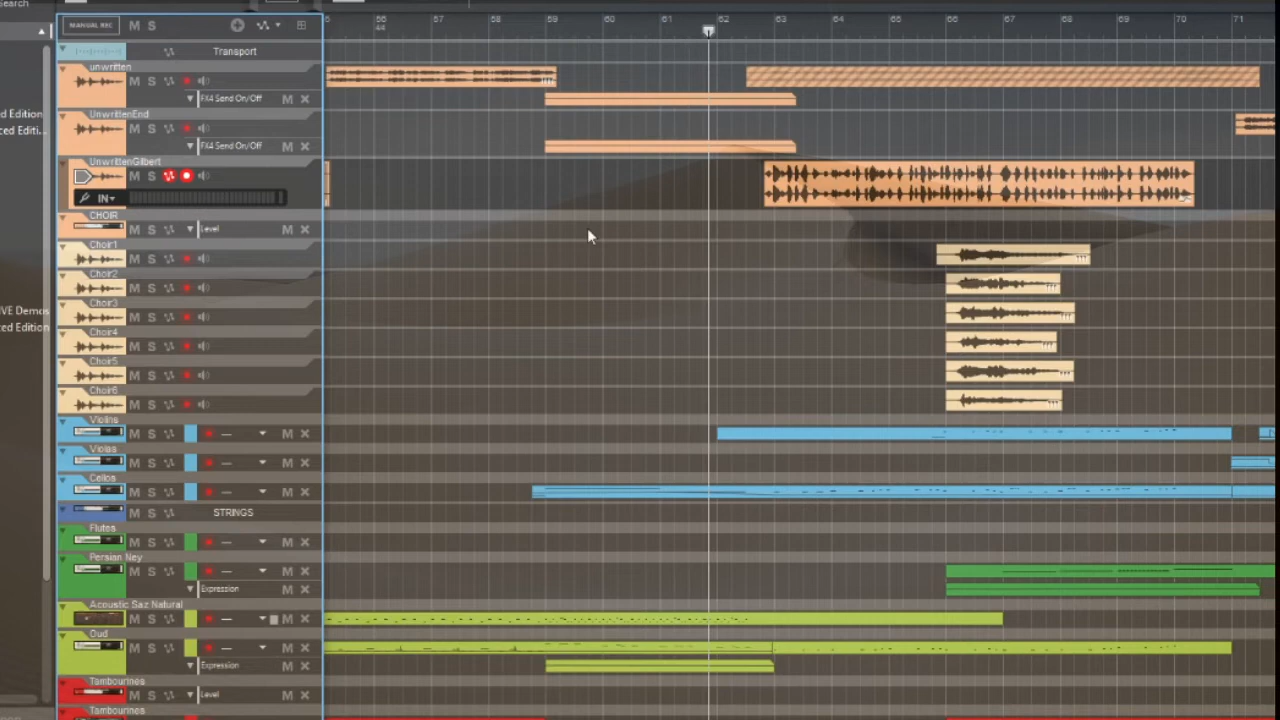 Search
MANUAL REC M S
56 57 58 59 60 61 62 63 64 65 66 67 68 69 70 71
44
Transport
unwritten
M S
FX4 Send On/Off M X
UnwrittenEnd
ed Edition
M S
ced Editi...
FX4 Send On/Off M X
UnwrittenGilbert
M S
IN
CHOIR
M S Level M X
Choir1
M S
Choir2
M S
Choir3
IVE Demos
M S
ced Edition
Choir4
M S
Choir5
M S
Choir6
M S
Violins
M S — M X
Violas
M S — M X
Cellos
M S — M X
M S STRINGS
Flutes
M S — M X
Persian Ney
M S — M X
Expression
Acoustic Saz Natural
M S — M X
Oud
M S — M X
Expression
Tambourines
M S Level M X
Tambourines